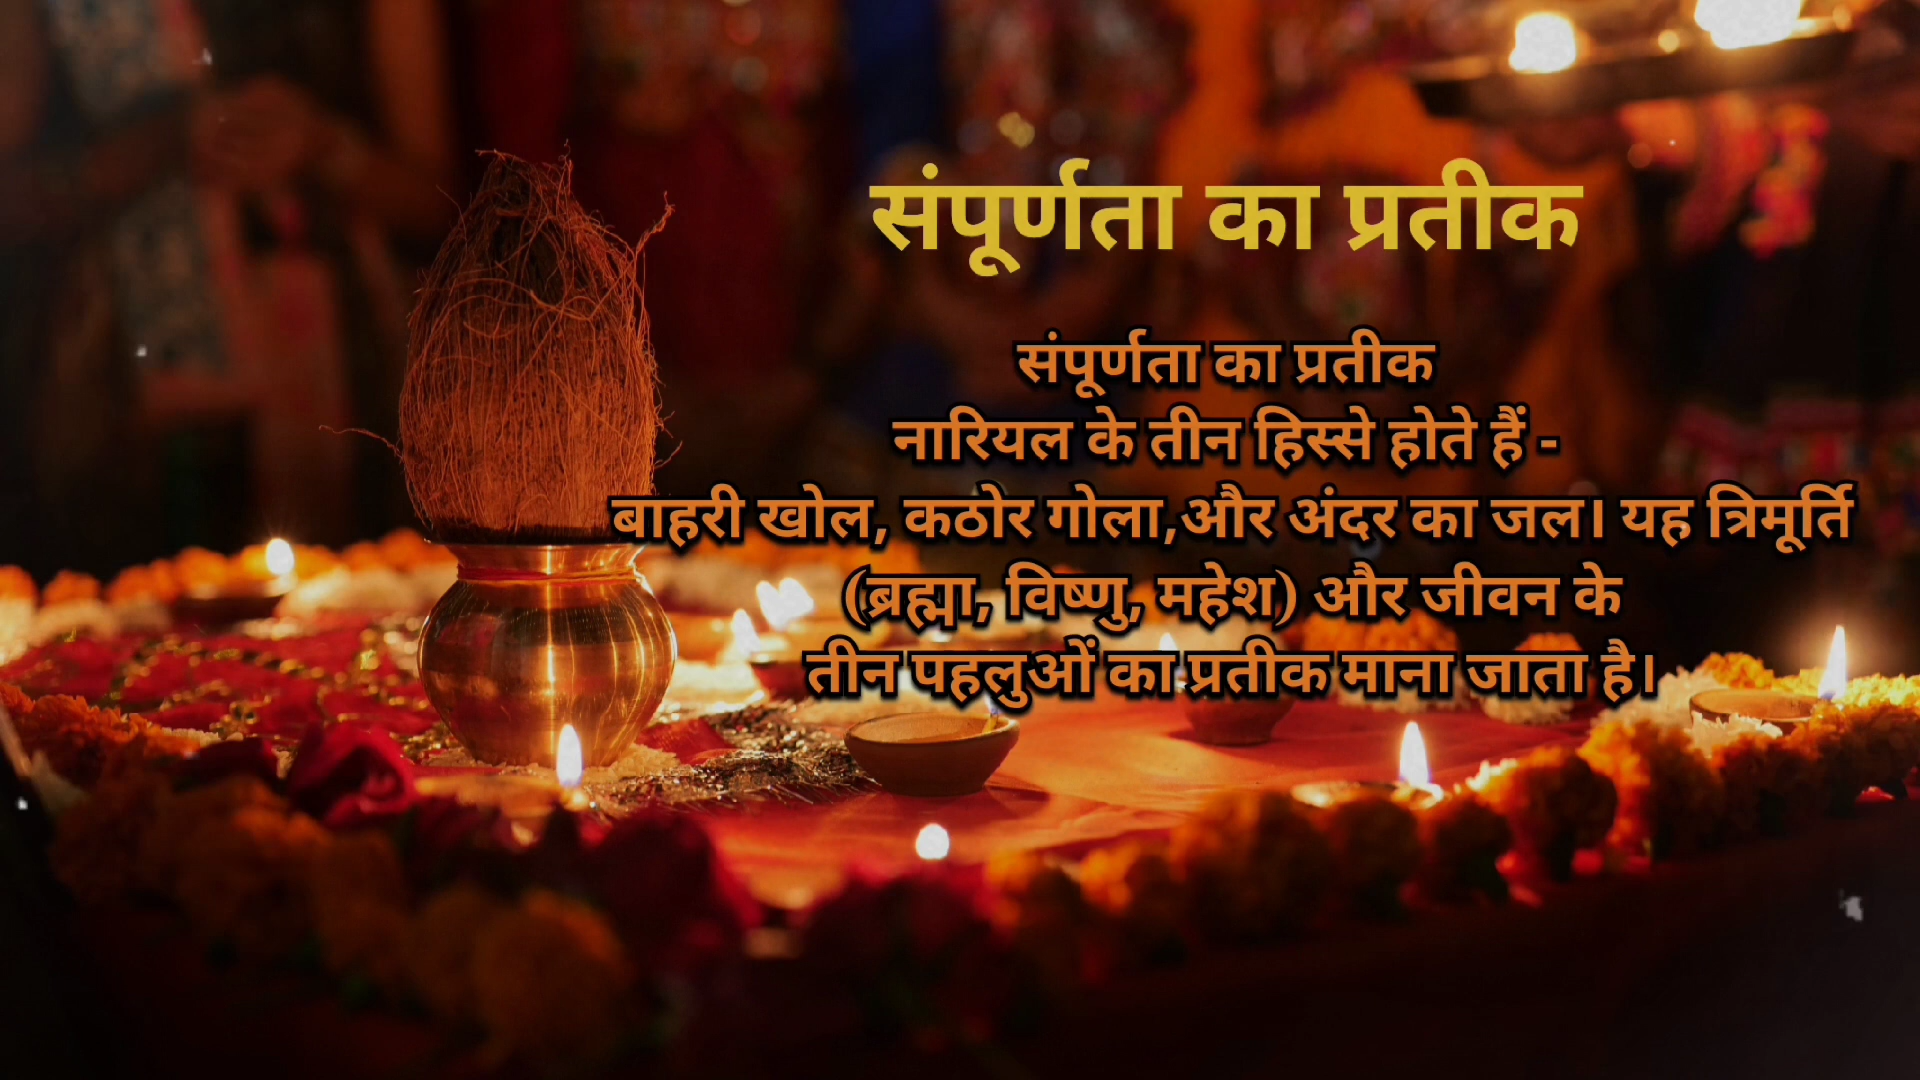 संपूर्णता का प्रतीक
संपूर्णता का प्रतीक
नारियल के तीन हिस्से होते हैं -
बाहरी खोल, कठोर गोला,और अंदर का जल। यह त्रिमूर्ति
(ब्रह्मा, विष्णु, महेश) और जीवन के
तीन पहलुओं का प्रतीक माना जाता है।